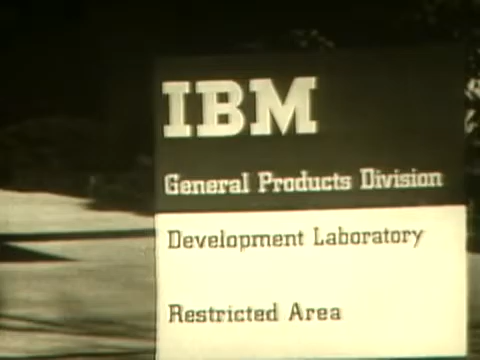 IBM
General Products Division
Development Laboratory
Restricted Area